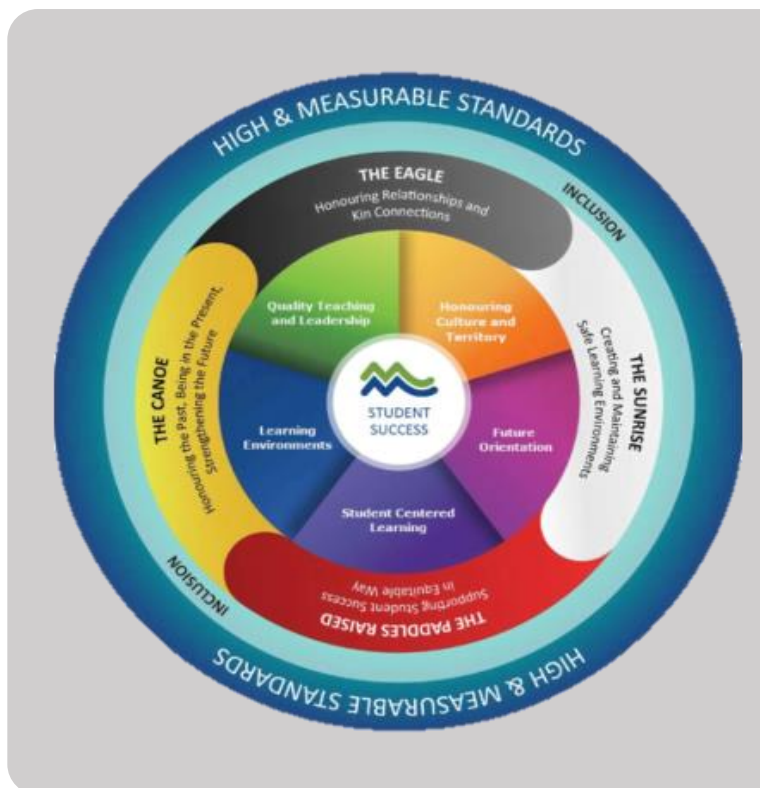 HIGH & MEASURABLE STANDARDS
INCLUSION
THE EAGLE
Honouring Relationships and
Kin Connections
THE SUNRISE
Creating and Maintaining
Safe Learning Environments
THE PADDLES RAISED
Supporting Student Success
in Equitable Way
THE CANOE
Honouring the Past, Being in the Present,
Strengthening the Future
INCLUSION
HIGH & MEASURABLE STANDARDS
Quality Teaching
and Leadership
Honouring
Culture and
Territory
Future
Orientation
Student Centered
Learning
Learning
Environments
STUDENT
SUCCESS